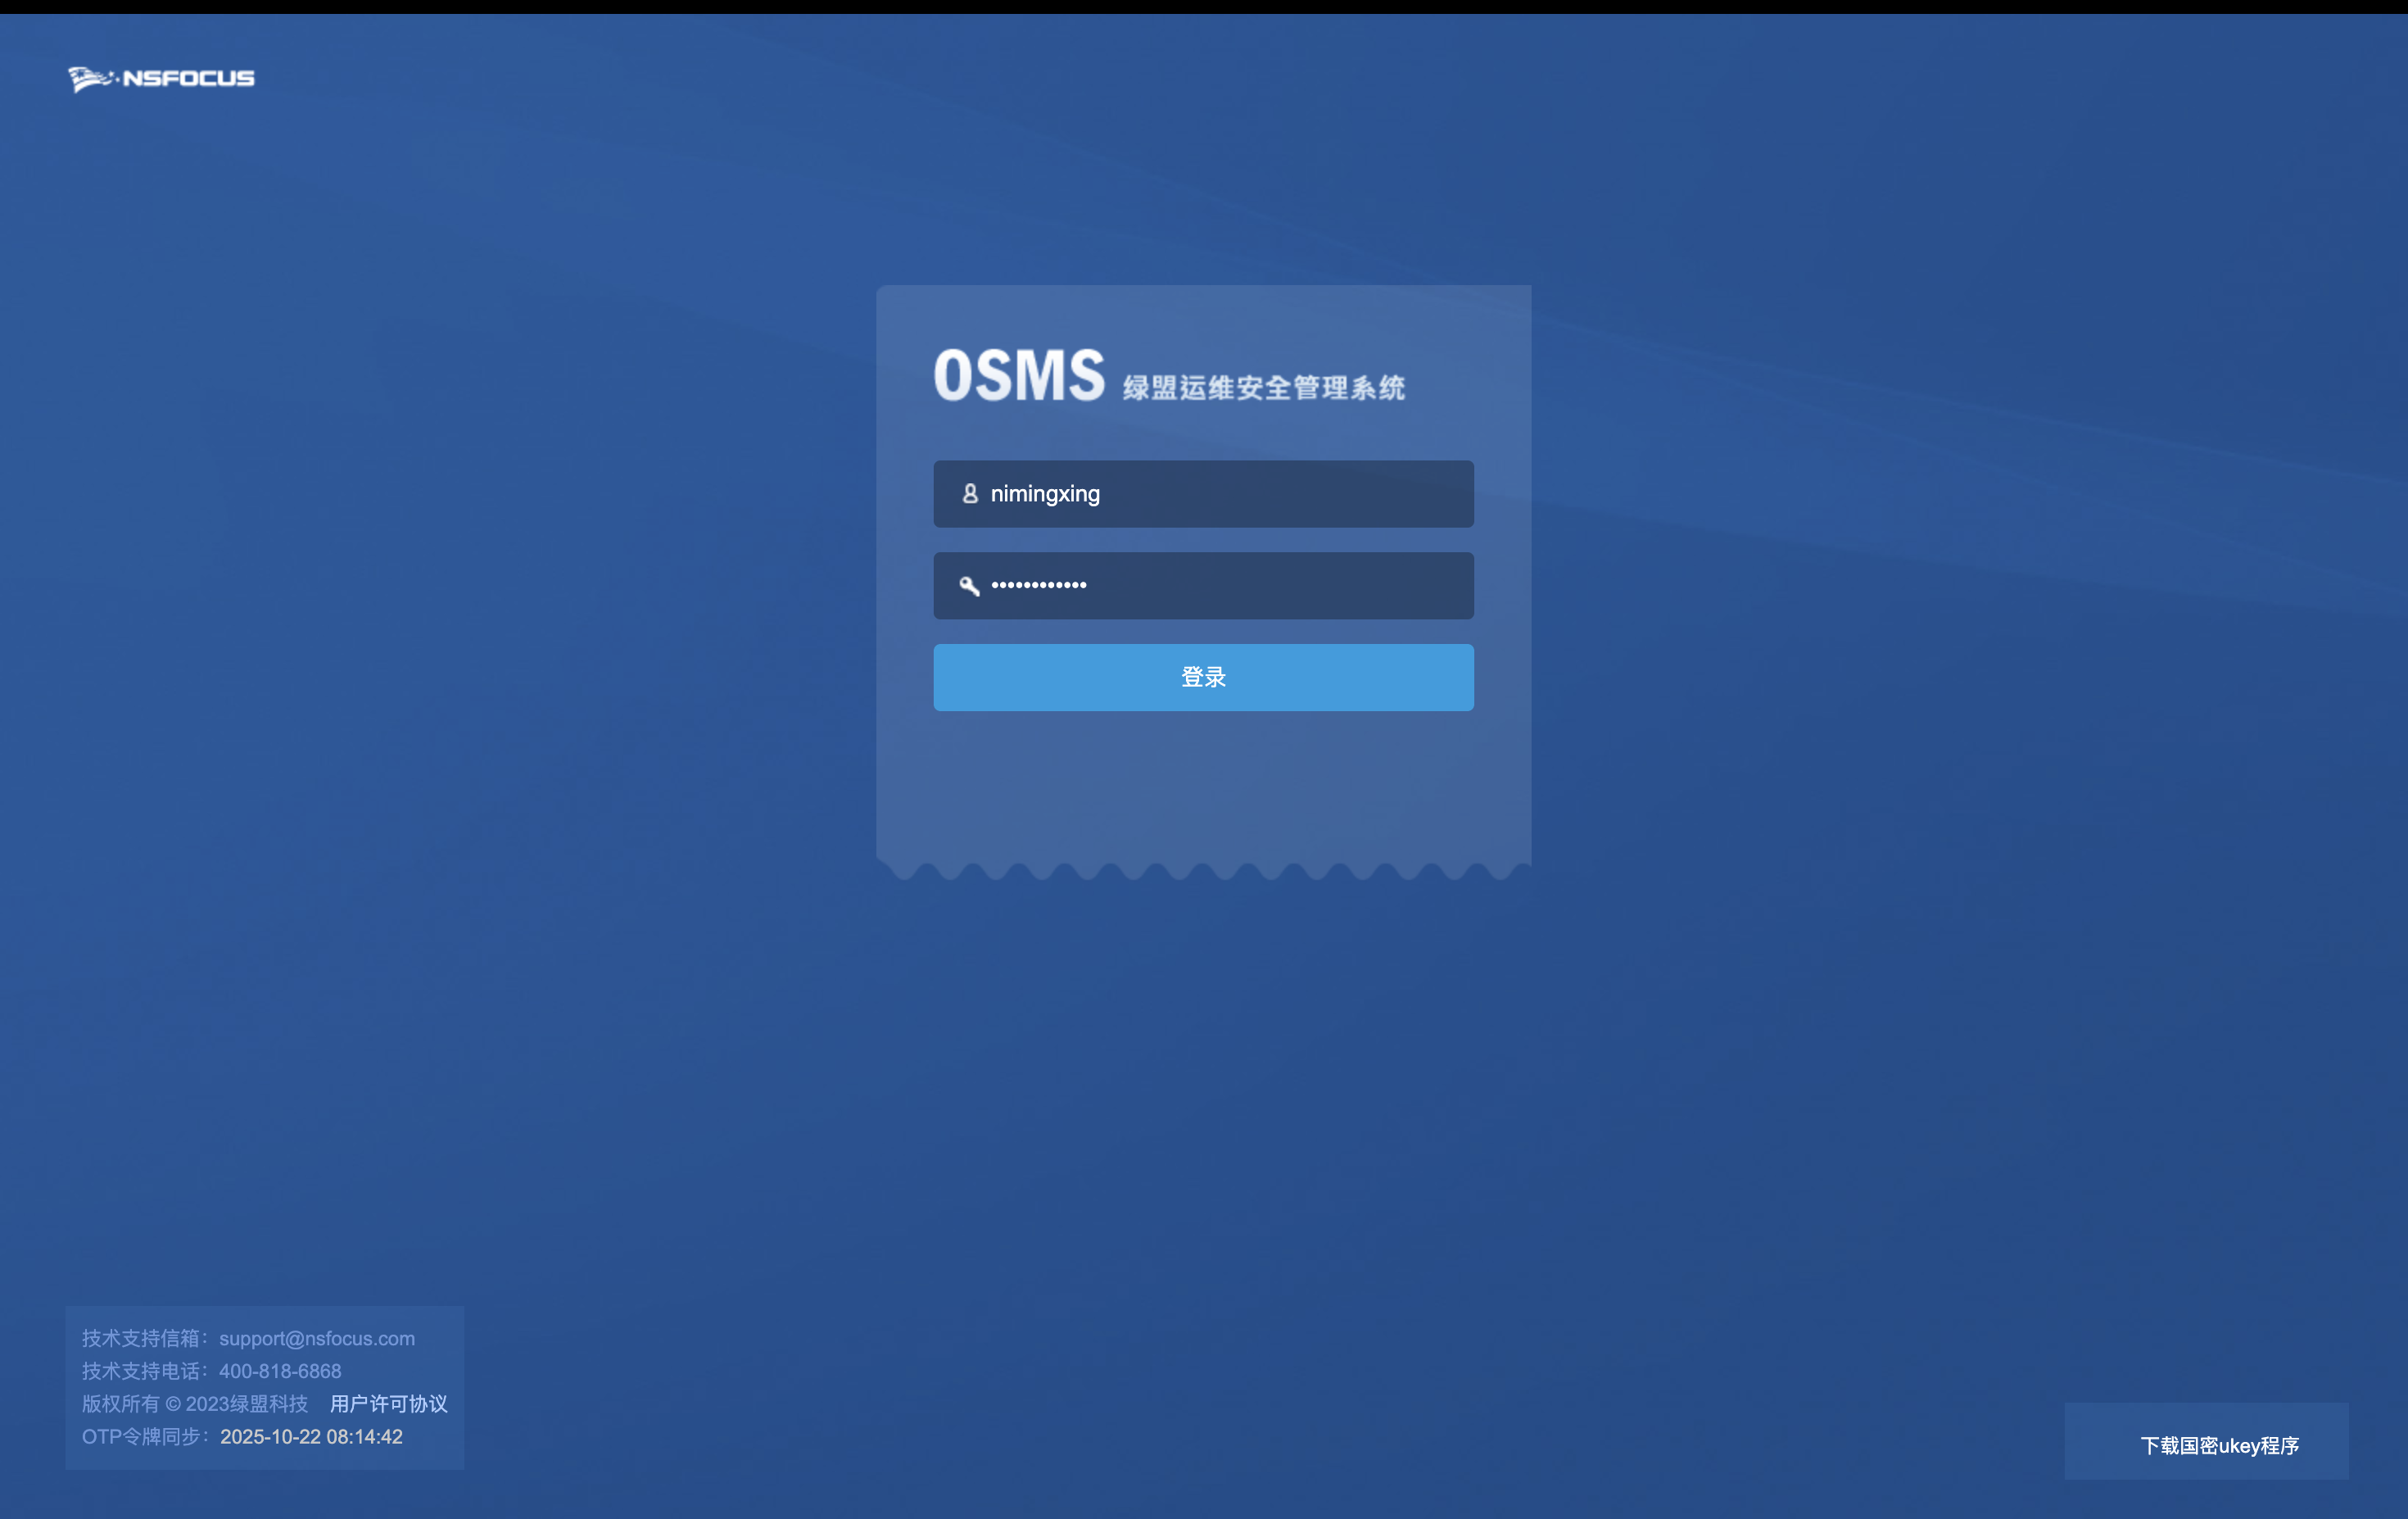 NSFOCUS
OSMS 绿盟运维安全管理系统
nimingxing
••••••••••••
登录
技术支持信箱：support@nsfocus.com
技术支持电话：400-818-6868
版权所有 © 2023绿盟科技 用户许可协议
OTP令牌同步：2025-10-22 08:14:42
下载国密ukey程序